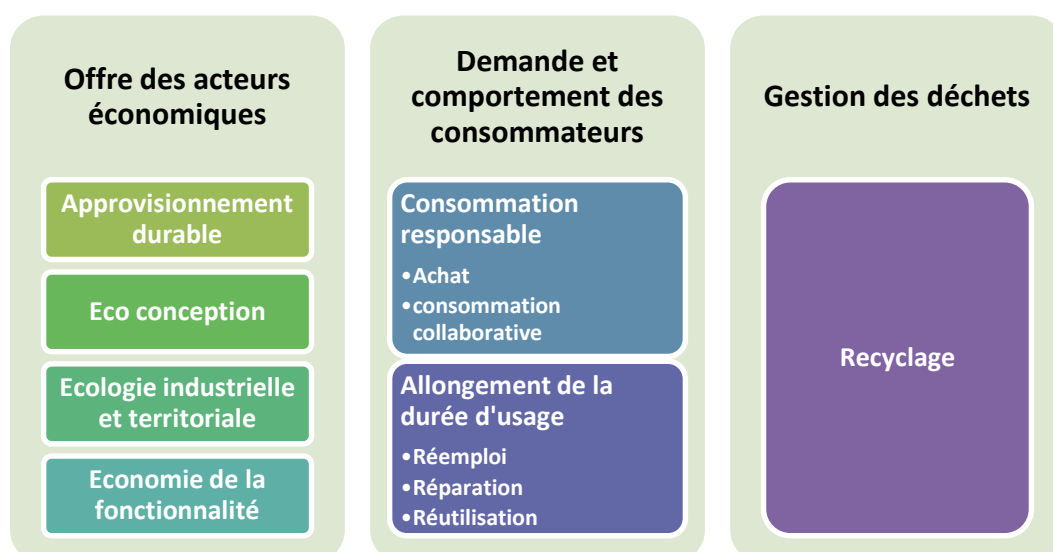 Offre des acteurs
économiques
Approvisionnement
durable
Eco conception
Ecologie industrielle
et territoriale
Economie de la
fonctionnalité
Demande et
comportement des
consommateurs
Consommation
responsable
•Achat
•consommation
collaborative
Allongement de la
durée d'usage
•Réemploi
•Réparation
•Réutilisation
Gestion des déchets
Recyclage